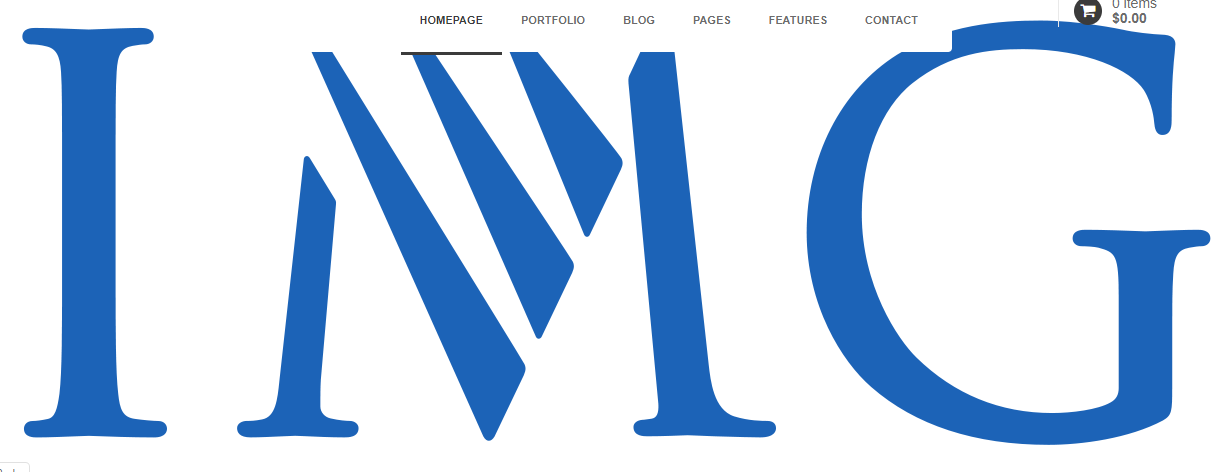 HOMEPAGE PORTFOLIO BLOG PAGES FEATURES CONTACT
0 items
$0.00
IMG